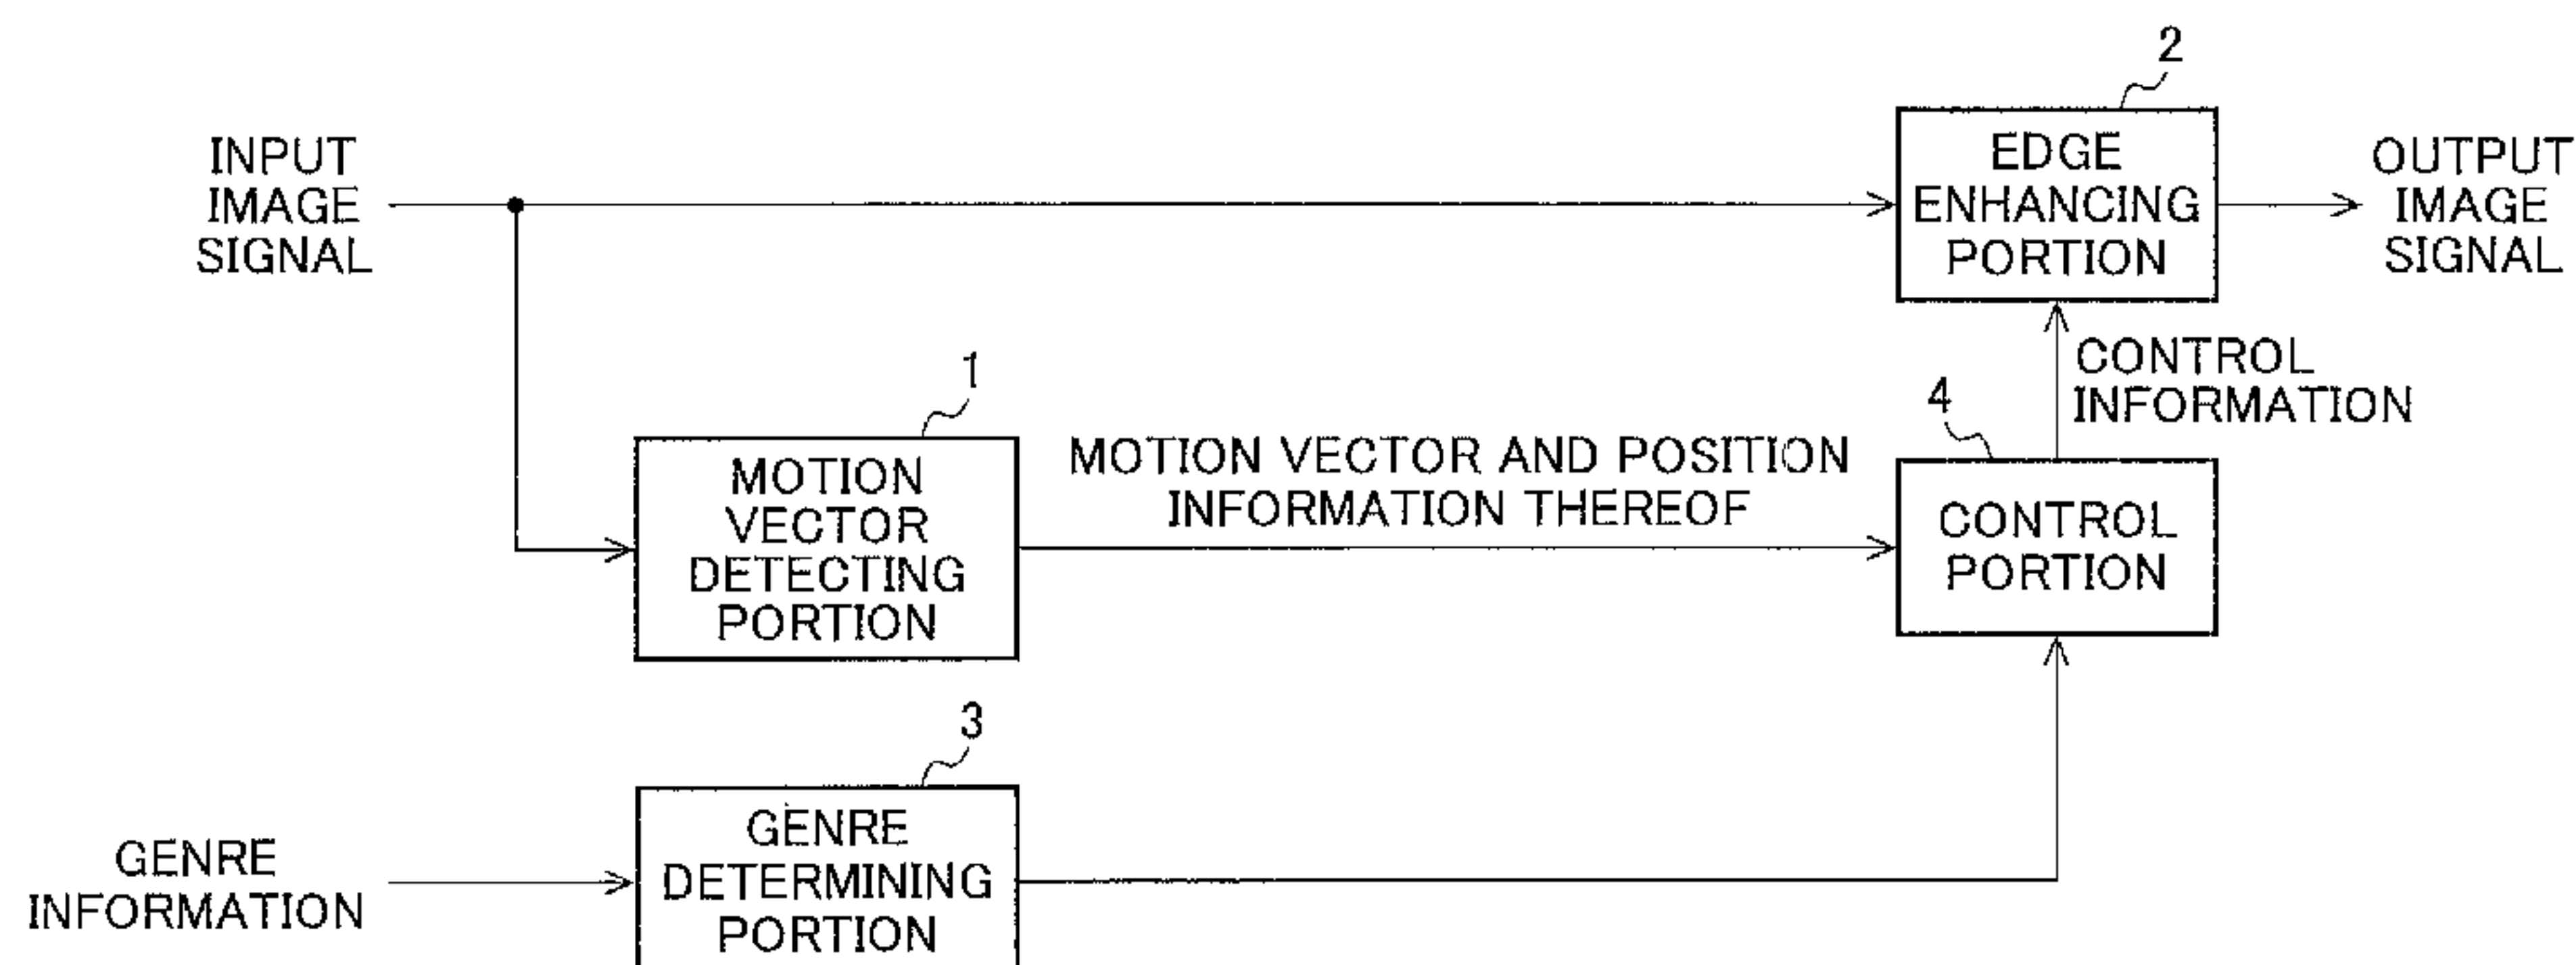 2
INPUT
IMAGE
SIGNAL
EDGE
ENHANCING
PORTION
OUTPUT
IMAGE
SIGNAL
CONTROL
INFORMATION
1
MOTION
VECTOR
DETECTING
PORTION
MOTION VECTOR AND POSITION
INFORMATION THEREOF
4
CONTROL
PORTION
3
GENRE
INFORMATION
GENRE
DETERMINING
PORTION